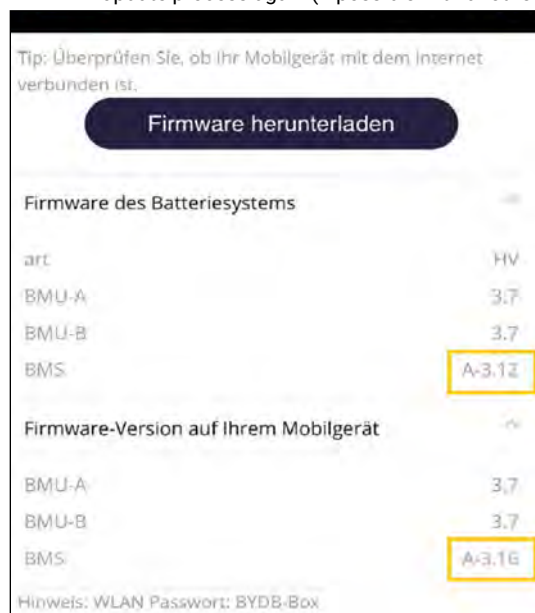 Tip: Überprüfen Sie, ob Ihr Mobilgerät mit dem Internet
verbunden ist.
Firmware herunterladen
Firmware des Batteriesystems
art HV
BMU-A 3.7
BMU-B 3.7
BMS A-3.12
Firmware-Version auf Ihrem Mobilgerät
BMU-A 3.7
BMU-B 3.7
BMS A-3.16
Hinweis: WLAN Passwort: BYDB-Box